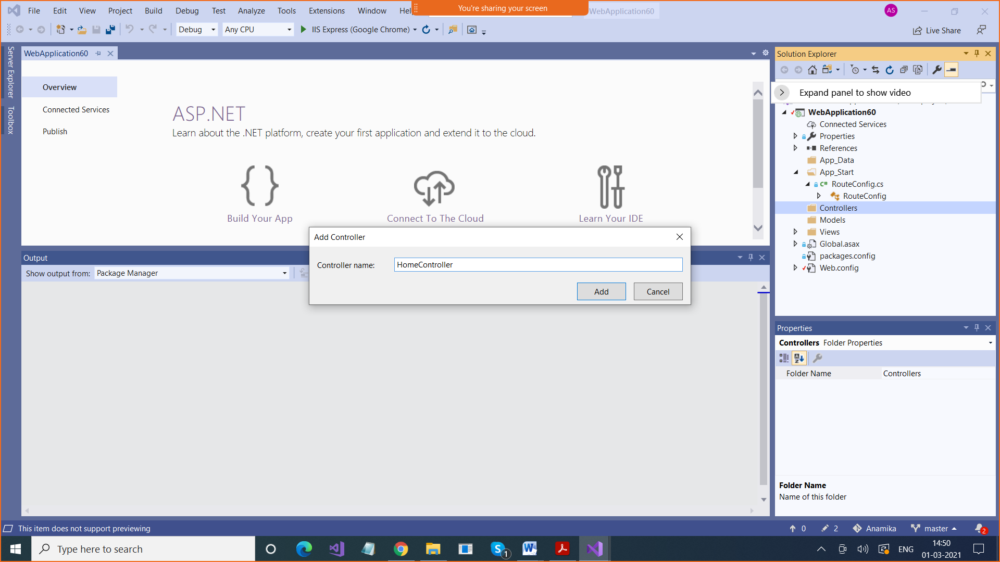 File Edit View Project Build Debug Test Analyze Tools Extensions Window Hel
You're sharing your screen
WebApplication60
AS
Debug Any CPU IIS Express (Google Chrome)
Live Share
Server Explorer
Toolbox
WebApplication60
Overview
Connected Services
Publish
ASP.NET
Learn about the .NET platform, create your first application and extend it to the cloud.
Build Your App
Connect To The Cloud
Learn Your IDE
Add Controller
Controller name: HomeController
Add Cancel
Output
Show output from: Package Manager
Solution Explorer
Expand panel to show video
WebApplication60
Connected Services
Properties
References
App_Data
App_Start
C# RouteConfig.cs
RouteConfig
Controllers
Models
Views
Global.asax
packages.config
Web.config
Properties
Controllers Folder Properties
Folder Name Controllers
Folder Name
Name of this folder
This item does not support previewing
0 2 Anamika master 2
Type here to search
1
ENG
14:50
01-03-2021